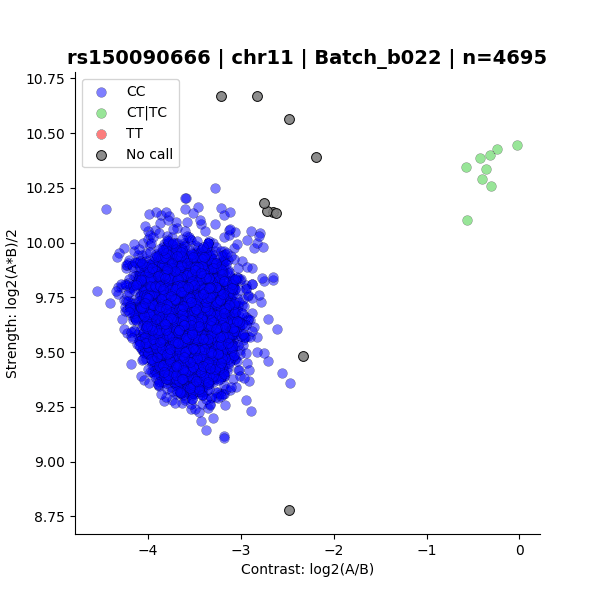 rs150090666 | chr11 | Batch_b022 | n=4695
CC
CT|TC
TT
No call
Strength: log2(A*B)/2
10.75
10.50
10.25
10.00
9.75
9.50
9.25
9.00
8.75
−4
−3
−2
−1
0
Contrast: log2(A/B)